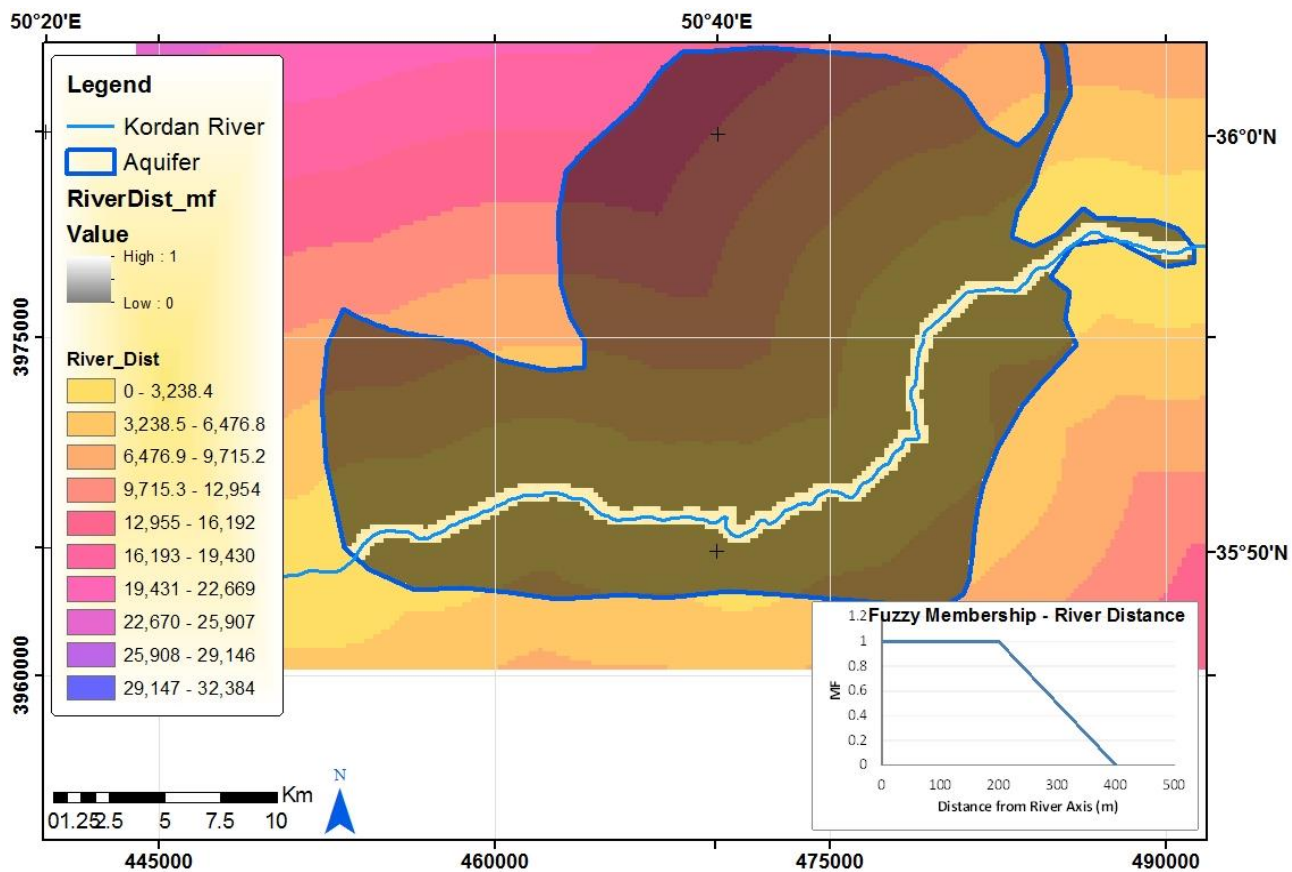 50°20'E
50°40'E
Legend
Kordan River
Aquifer
RiverDist_mf
Value
High : 1
Low : 0
River_Dist
0 - 3,238.4
3,238.5 - 6,476.8
6,476.9 - 9,715.2
9,715.3 - 12,954
12,955 - 16,192
16,193 - 19,430
19,431 - 22,669
22,670 - 25,907
25,908 - 29,146
29,147 - 32,384
36°0'N
35°50'N
3975000
3960000
Fuzzy Membership - River Distance
MF
1.2
1
0.8
0.6
0.4
0.2
0
0 100 200 300 400 500
Distance from River Axis (m)
N
Km
0 1.25 2.5 5 7.5 10
445000 460000 475000 490000